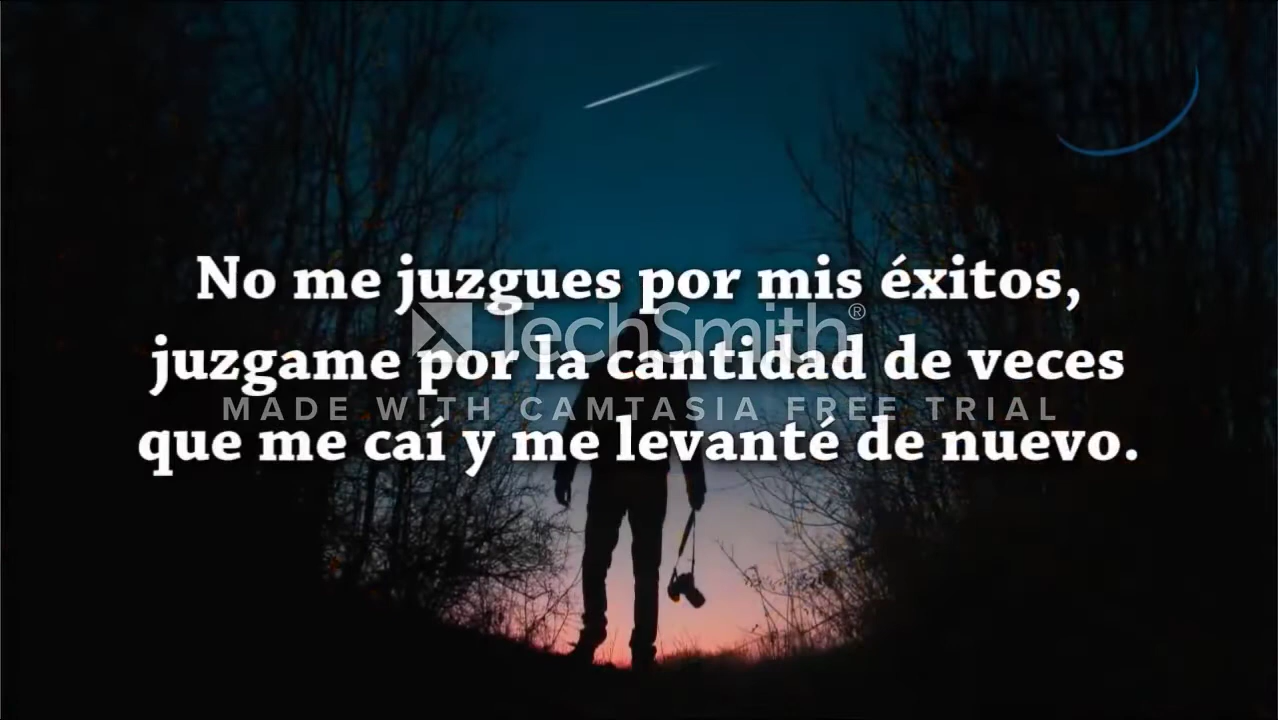 No me juzgues por mis éxitos,
TechSmith®
juzgame por la cantidad de veces
MADE WITH CAMTASIA FREE TRIAL
que me caí y me levanté de nuevo.